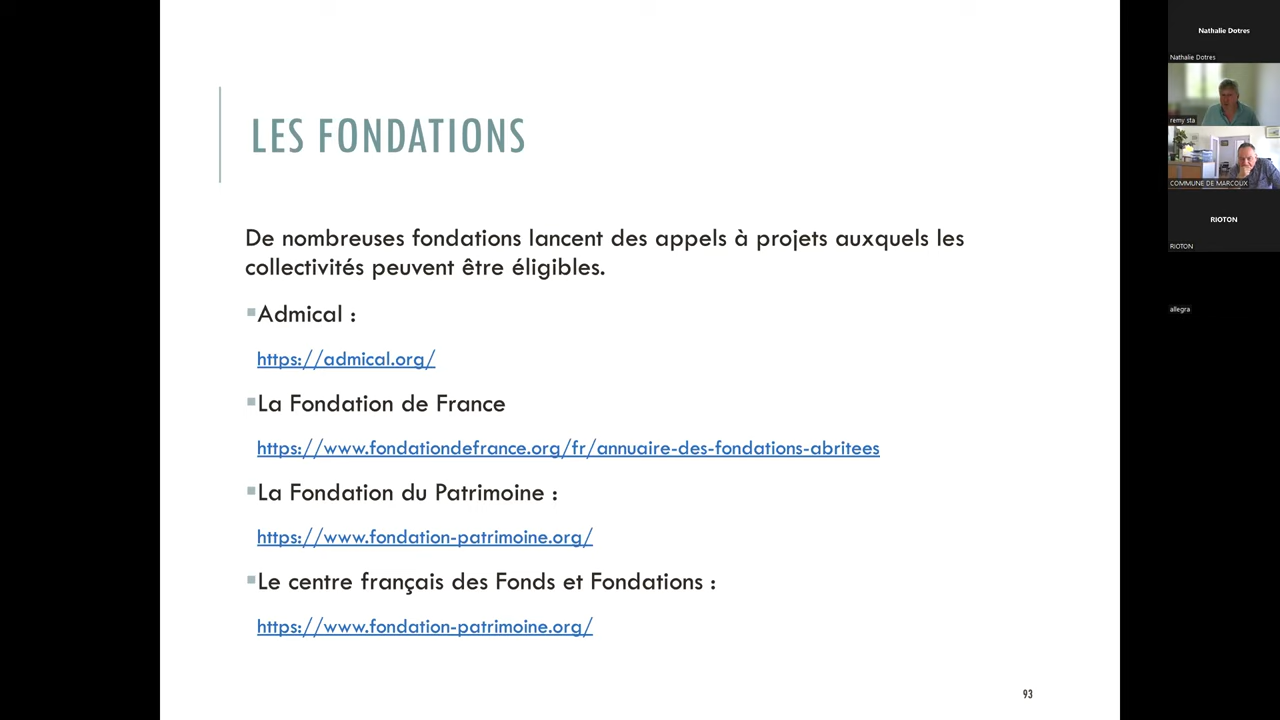 LES FONDATIONS
De nombreuses fondations lancent des appels à projets auxquels les
collectivités peuvent être éligibles.
Admical :
https://admical.org/
La Fondation de France
https://www.fondationdefrance.org/fr/annuaire-des-fondations-abritees
La Fondation du Patrimoine :
https://www.fondation-patrimoine.org/
Le centre français des Fonds et Fondations :
https://www.fondation-patrimoine.org/
93
Nathalie Dotres
Nathalie Dotres
remy sta
COMMUNE DE MARCOUX
RIOTON
RIOTON
allegra